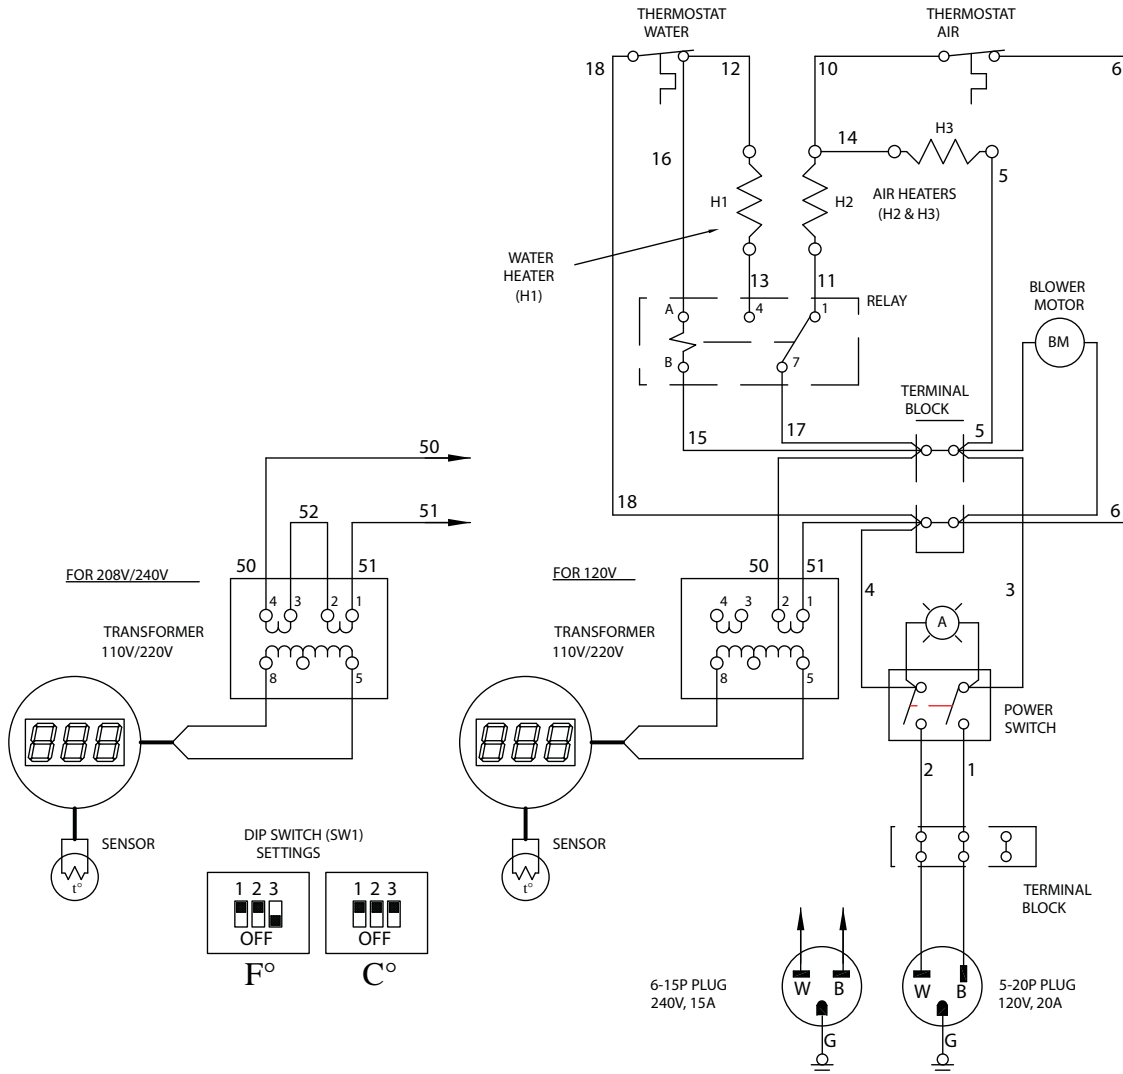 THERMOSTAT
WATER
THERMOSTAT
AIR
18
12
10
6
H3
14
16
5
H1
H2
AIR HEATERS
(H2 & H3)
WATER
HEATER
(H1)
13
11
RELAY
BLOWER
MOTOR
A
4
1
BM
B
7
TERMINAL
BLOCK
15
17
5
50
18
6
52
51
50
51
50
51
4
3
FOR 208V/240V
FOR 120V
4
3
2
1
4
3
2
1
A
TRANSFORMER
110V/220V
TRANSFORMER
110V/220V
8
5
8
5
POWER
SWITCH
888
888
2
1
DIP SWITCH (SW1)
SETTINGS
SENSOR
SENSOR
t°
t°
1 2 3
OFF
F°
1 2 3
OFF
C°
TERMINAL
BLOCK
6-15P PLUG
240V, 15A
W
B
W
B
5-20P PLUG
120V, 20A
G
G